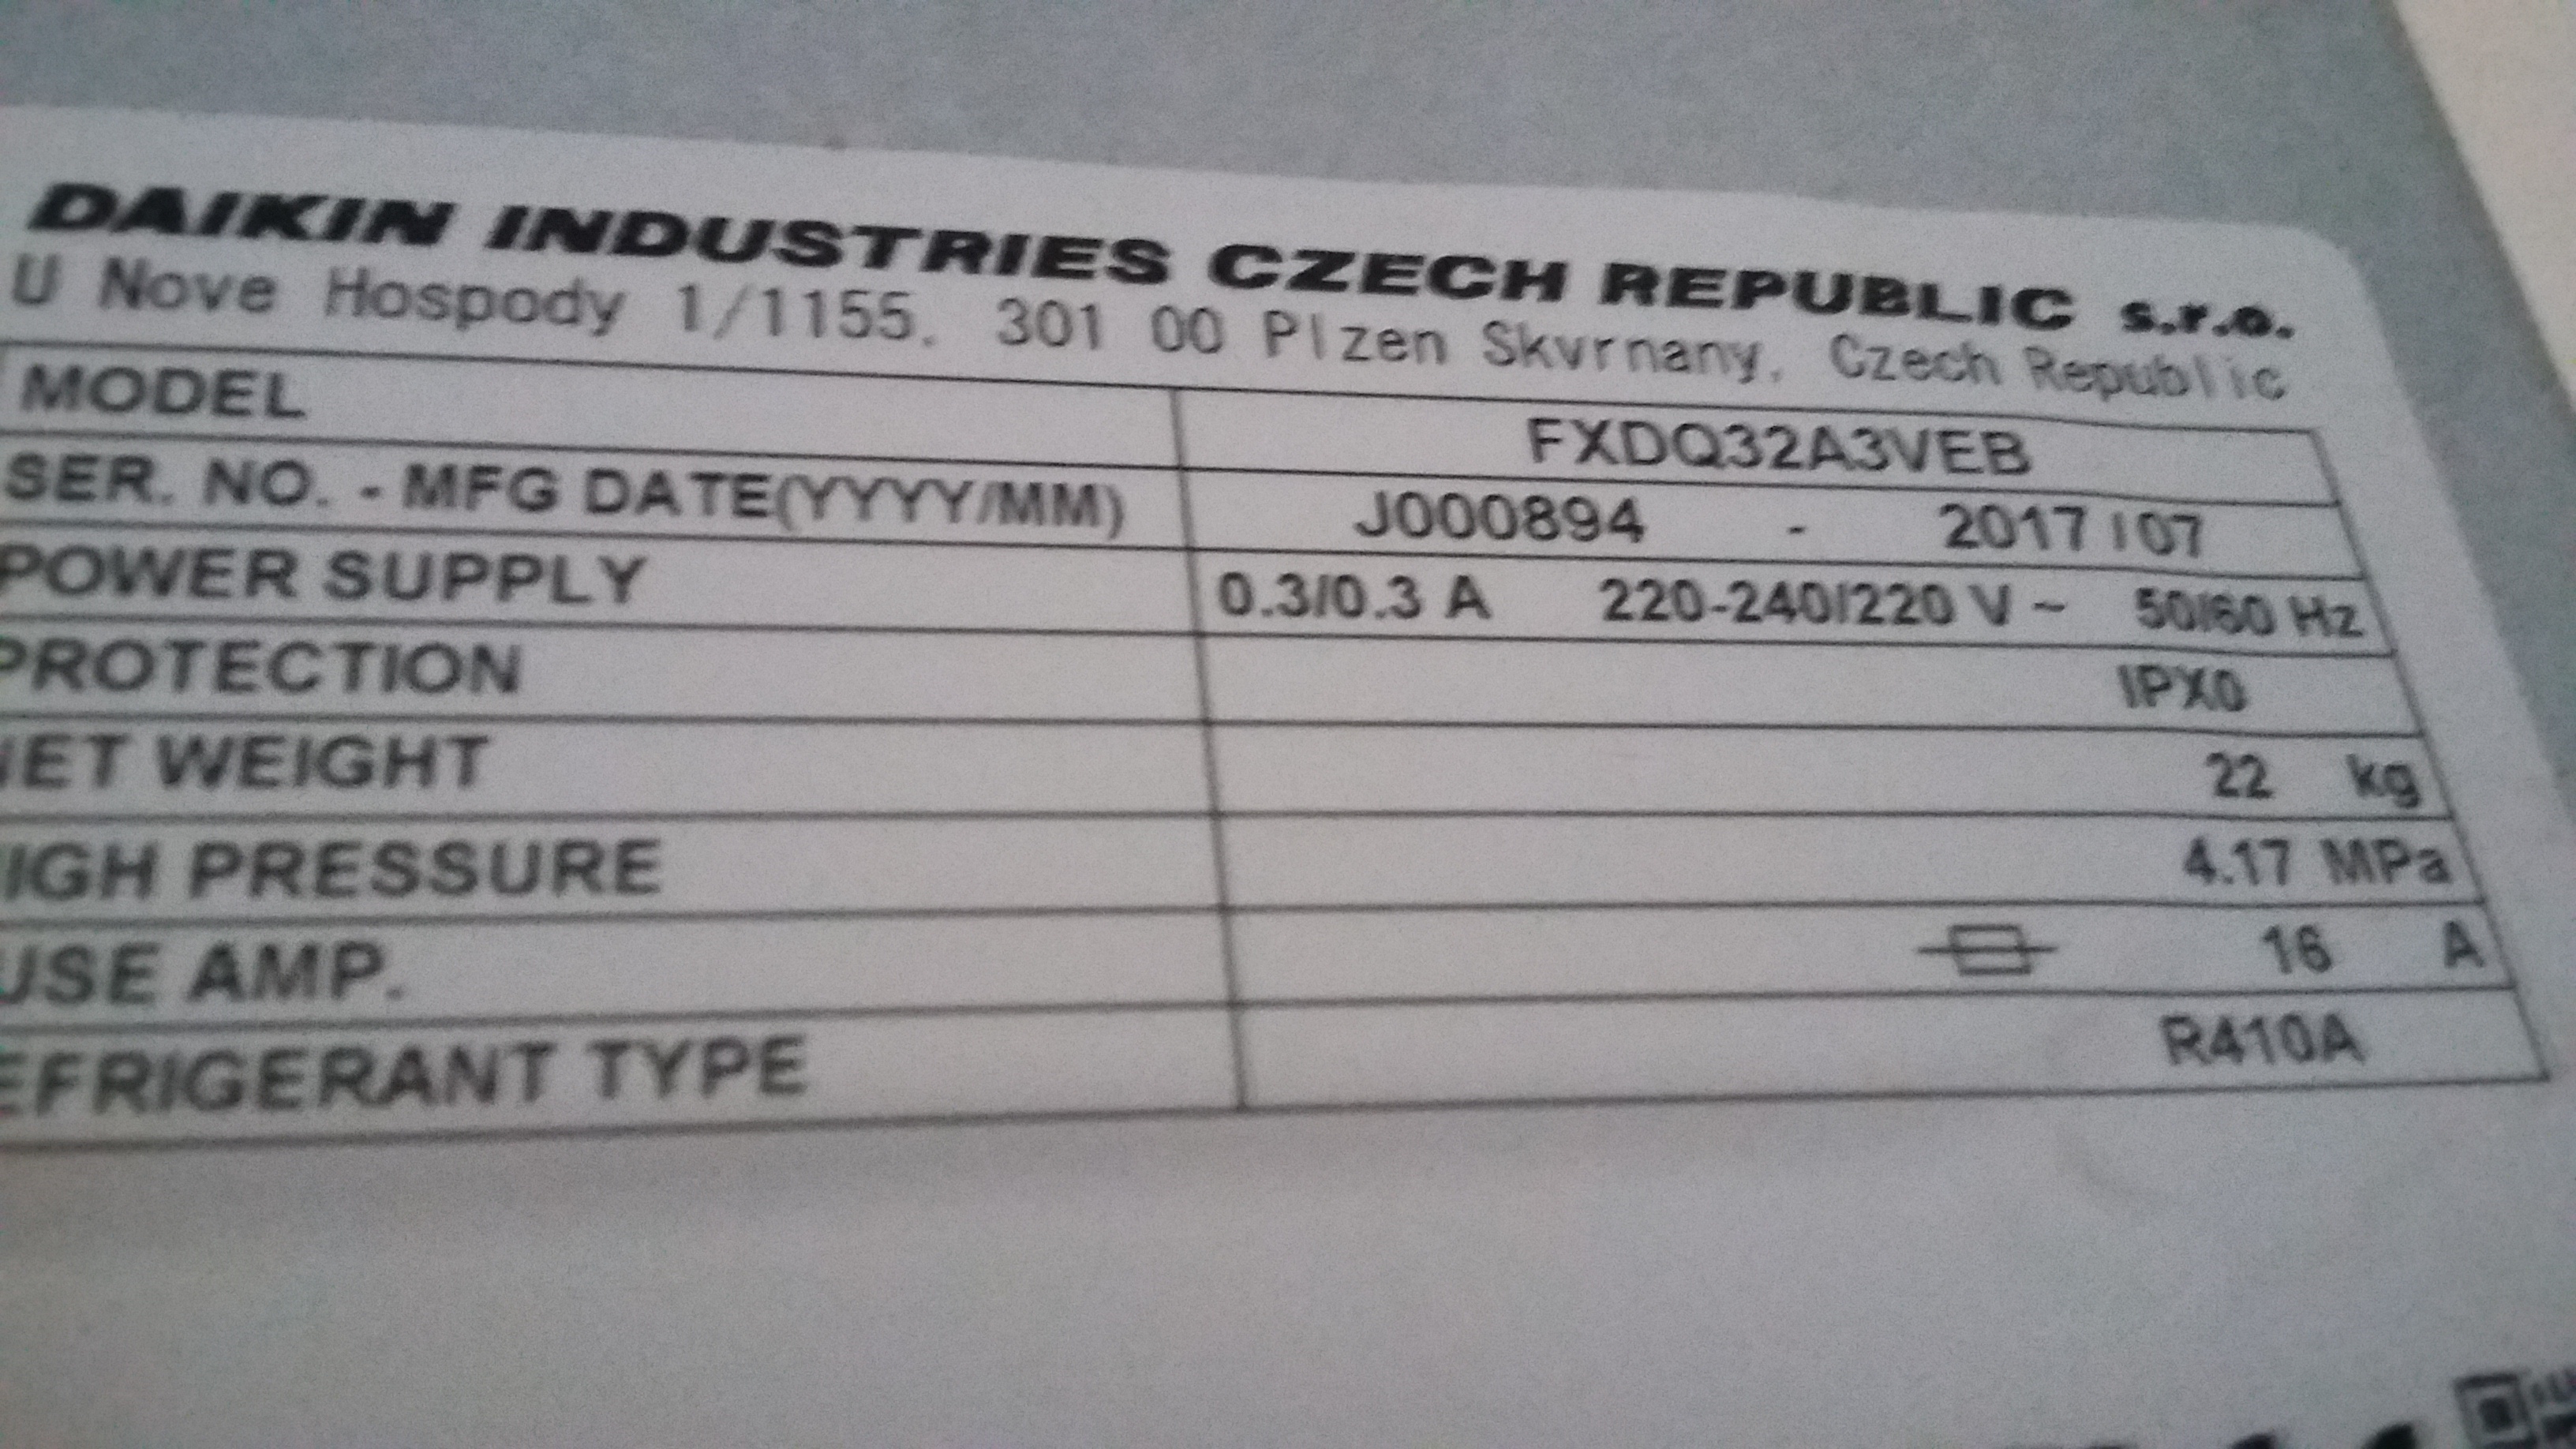 DAIKIN INDUSTRIES CZECH REPUBLIC s.r.o.
U Nove Hospody 1/1155, 301 00 Plzen Skvrnany, Czech Republic
MODEL FXDQ32A3VEB
SER. NO. - MFG DATE(YYYY/MM) J000894 - 2017 / 07
POWER SUPPLY 0.3/0.3 A 220-240/220 V ~ 50/60 Hz
PROTECTION IPX0
NET WEIGHT 22 kg
IGH PRESSURE 4.17 MPa
USE AMP. 16 A
EFRIGERANT TYPE R410A